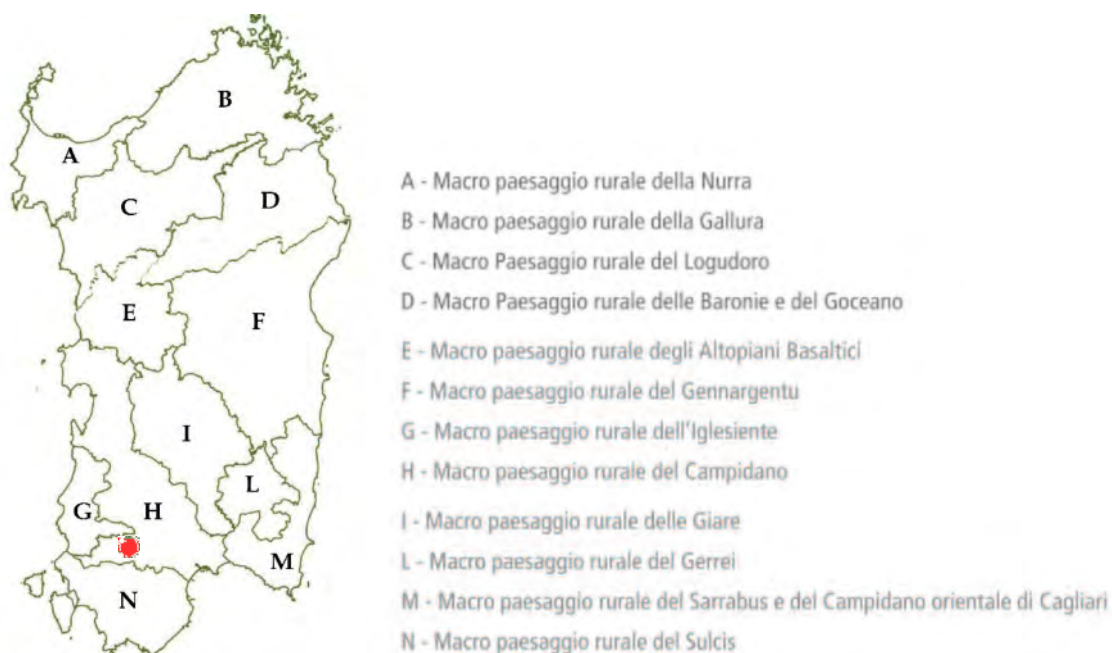 B
A
C
D
E
F
I
L
G
H
M
N
A - Macro paesaggio rurale della Nurra
B - Macro paesaggio rurale della Gallura
C - Macro Paesaggio rurale del Logudoro
D - Macro Paesaggio rurale delle Baronie e del Goceano
E - Macro paesaggio rurale degli Altopiani Basaltici
F - Macro paesaggio rurale del Gennargentu
G - Macro paesaggio rurale dell'Iglesiente
H - Macro paesaggio rurale del Campidano
I - Macro paesaggio rurale delle Giare
L - Macro paesaggio rurale del Gerrei
M - Macro paesaggio rurale del Sarrabus e del Campidano orientale di Cagliari
N - Macro paesaggio rurale del Sulcis